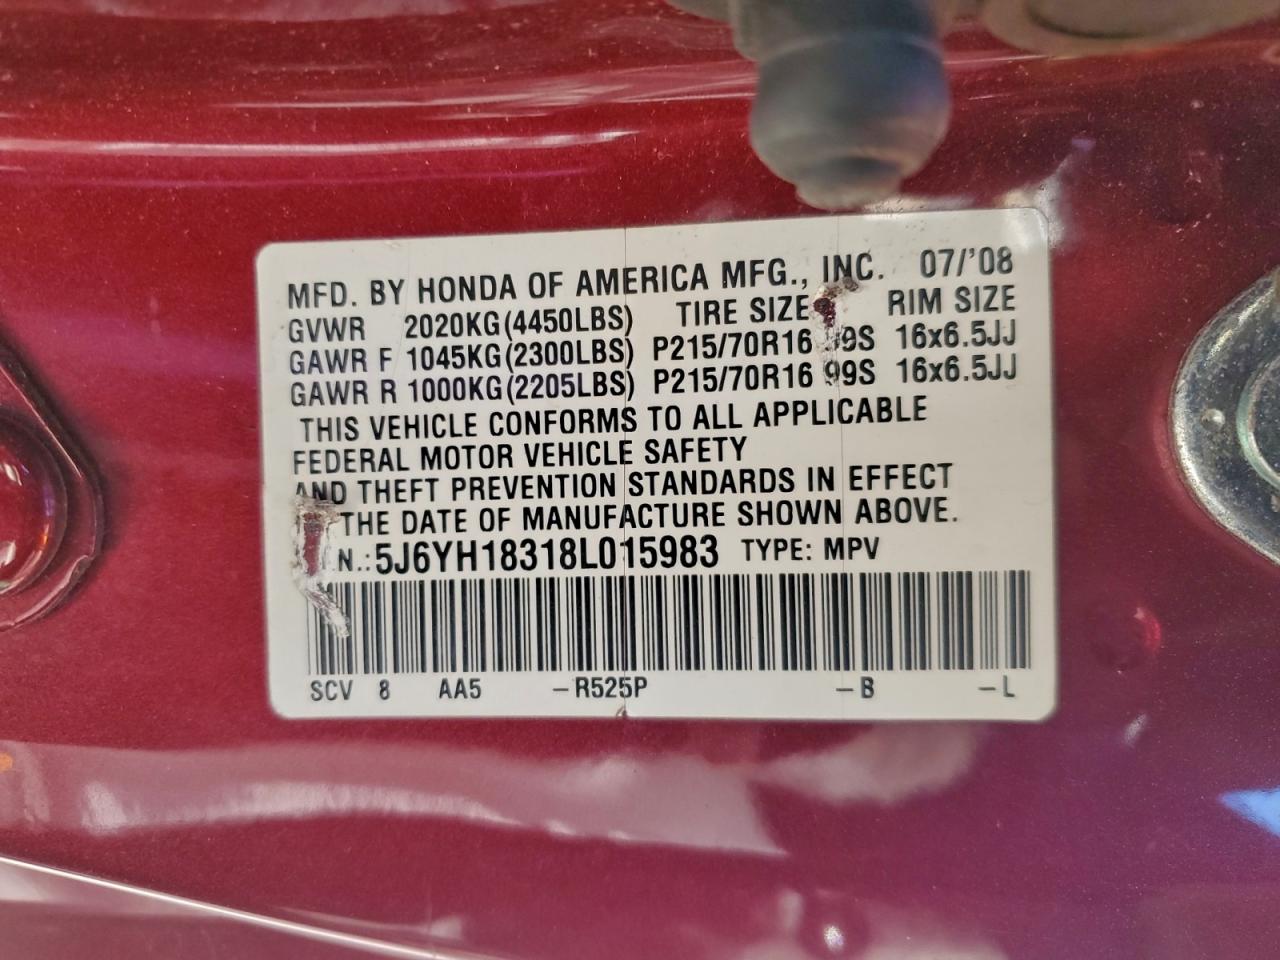 MFD. BY HONDA OF AMERICA MFG., INC. 07/'08
GVWR 2020KG(4450LBS) TIRE SIZE RIM SIZE
GAWR F 1045KG(2300LBS) P215/70R16 99S 16x6.5JJ
GAWR R 1000KG(2205LBS) P215/70R16 99S 16x6.5JJ
THIS VEHICLE CONFORMS TO ALL APPLICABLE
FEDERAL MOTOR VEHICLE SAFETY
AND THEFT PREVENTION STANDARDS IN EFFECT
THE DATE OF MANUFACTURE SHOWN ABOVE.
.N.:5J6YH18318L015983 TYPE: MPV
SCV 8 AA5 -R525P -B -L